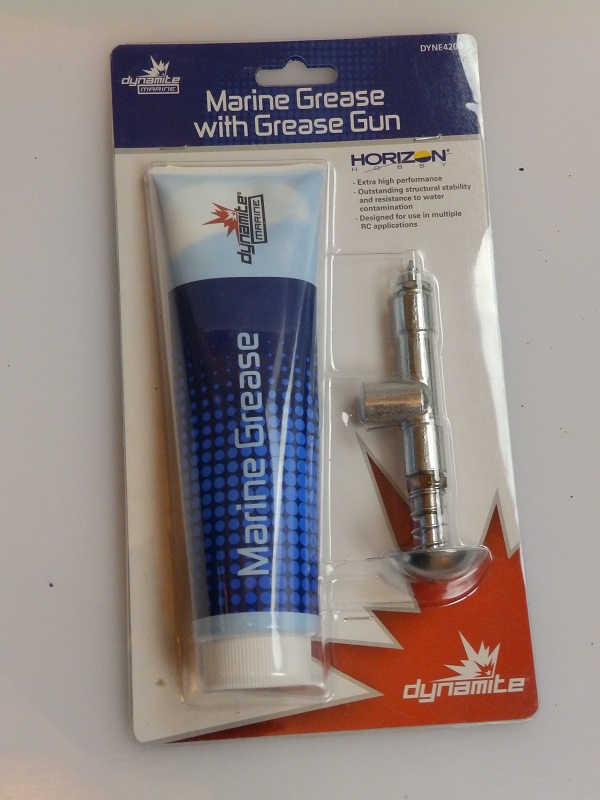 DYNE4200
dynamite
MARINE
Marine Grease
with Grease Gun
HORIZON
HOBBY
- Extra high performance
- Outstanding structural stability
and resistance to water
contamination
- Designed for use in multiple
RC applications
dynamite
MARINE
Marine Grease
dynamite